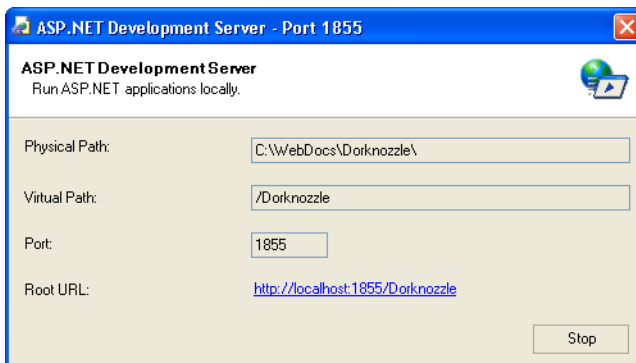 ASP.NET Development Server - Port 1855
ASP.NET Development Server
Run ASP.NET applications locally.
Physical Path: C:\WebDocs\Dorknozzle\
Virtual Path: /Dorknozzle
Port: 1855
Root URL: http://localhost:1855/Dorknozzle
Stop